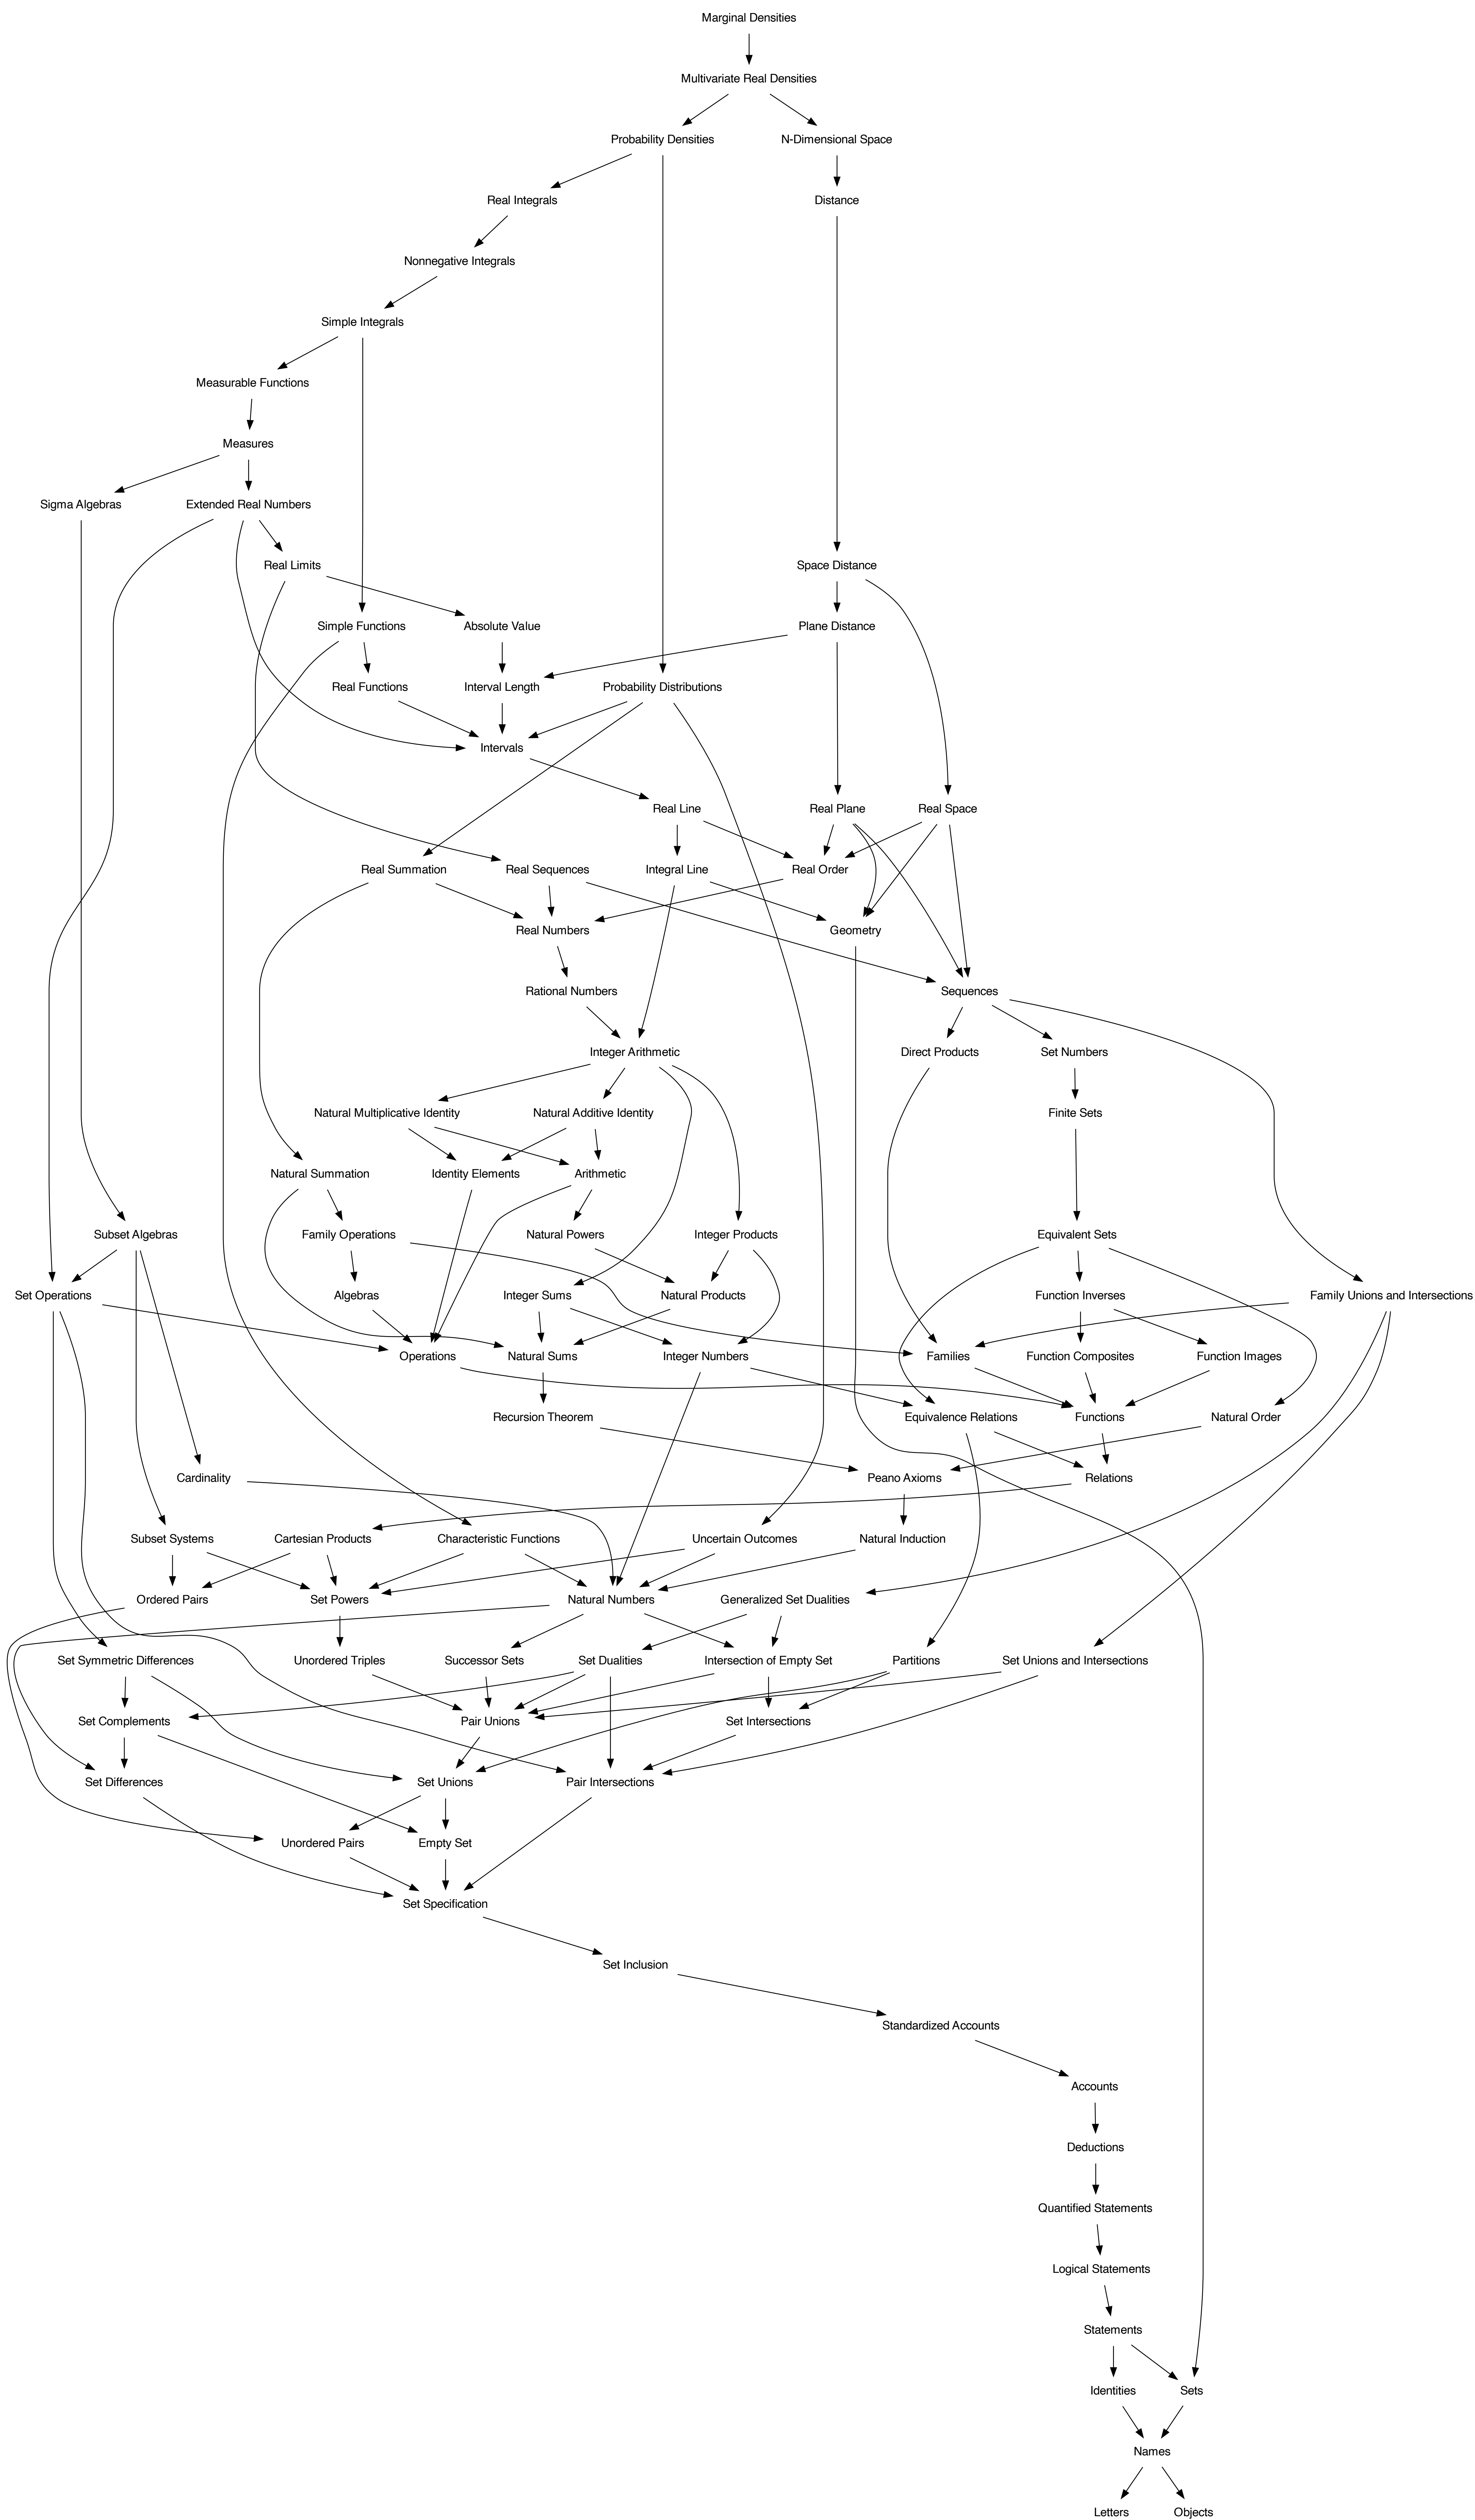 Marginal Densities
Multivariate Real Densities
Probability Densities
N-Dimensional Space
Real Integrals
Distance
Nonnegative Integrals
Simple Integrals
Measurable Functions
Measures
Sigma Algebras
Extended Real Numbers
Real Limits
Space Distance
Simple Functions
Absolute Value
Plane Distance
Real Functions
Interval Length
Probability Distributions
Intervals
Real Line
Real Plane
Real Space
Real Summation
Real Sequences
Integral Line
Real Order
Real Numbers
Geometry
Rational Numbers
Sequences
Integer Arithmetic
Direct Products
Set Numbers
Natural Multiplicative Identity
Natural Additive Identity
Finite Sets
Natural Summation
Identity Elements
Arithmetic
Subset Algebras
Family Operations
Natural Powers
Integer Products
Equivalent Sets
Set Operations
Algebras
Integer Sums
Natural Products
Function Inverses
Family Unions and Intersections
Operations
Natural Sums
Integer Numbers
Families
Function Composites
Function Images
Recursion Theorem
Equivalence Relations
Functions
Natural Order
Cardinality
Peano Axioms
Relations
Subset Systems
Cartesian Products
Characteristic Functions
Uncertain Outcomes
Natural Induction
Ordered Pairs
Set Powers
Natural Numbers
Generalized Set Dualities
Set Symmetric Differences
Unordered Triples
Successor Sets
Set Dualities
Intersection of Empty Set
Partitions
Set Unions and Intersections
Set Complements
Pair Unions
Set Intersections
Set Differences
Set Unions
Pair Intersections
Unordered Pairs
Empty Set
Set Specification
Set Inclusion
Standardized Accounts
Accounts
Deductions
Quantified Statements
Logical Statements
Statements
Identities
Sets
Names
Letters
Objects